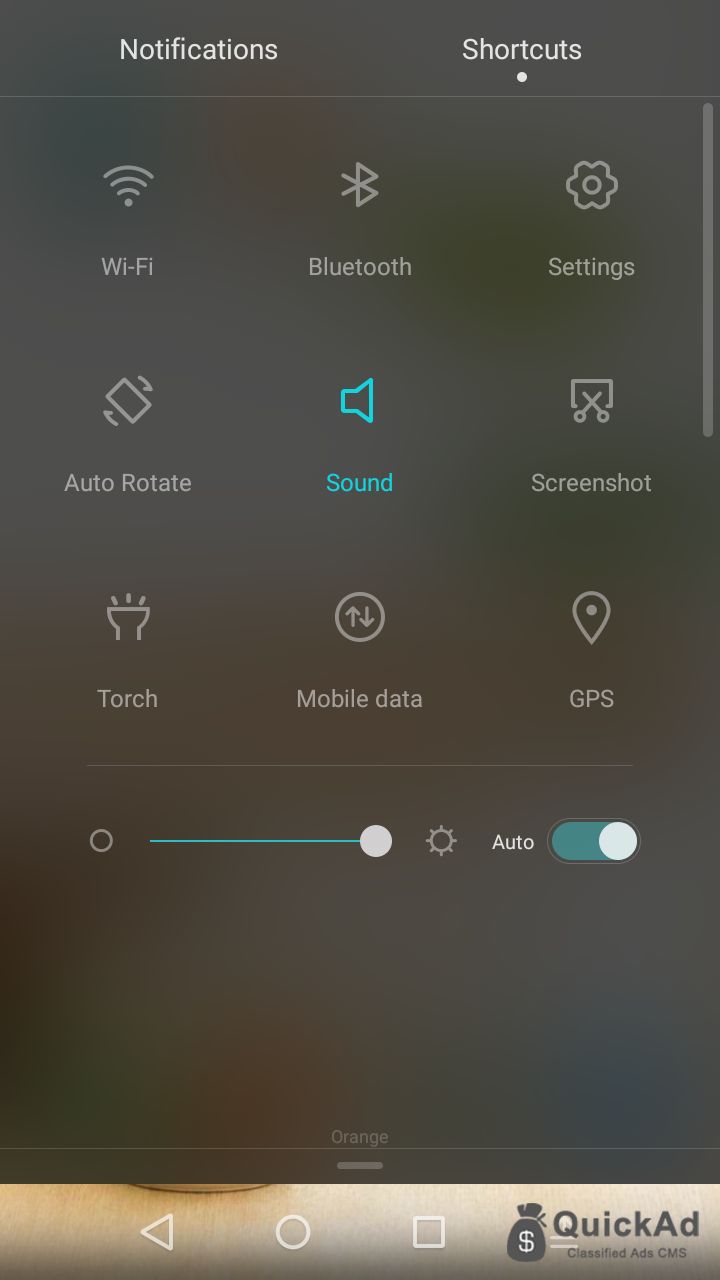 Notifications Shortcuts
Wi-Fi Bluetooth Settings
Auto Rotate Sound Screenshot
Torch Mobile data GPS
Auto
Orange
QuickAd
$
Classified Ads CMS